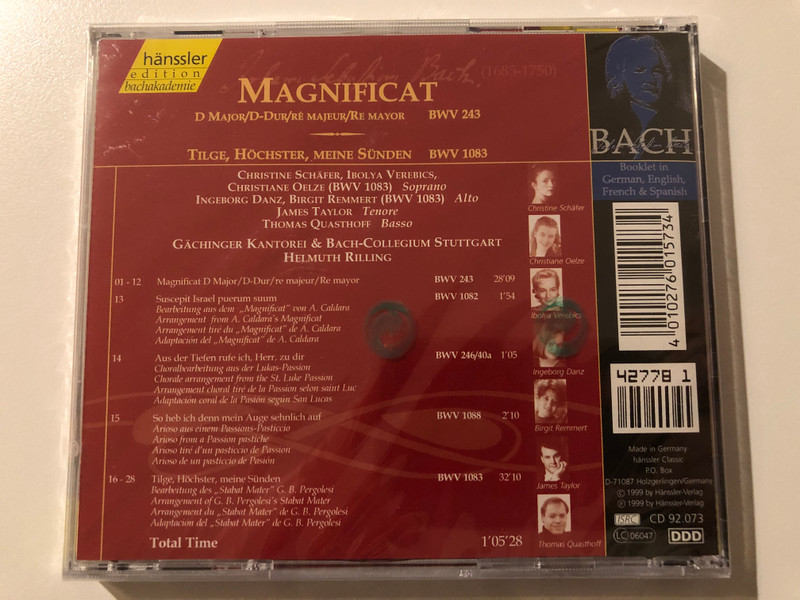 hänssler
edition
bachakademie
(1685-1750)
MAGNIFICAT
D MAJOR/D-DUR/RÉ MAJEUR/RE MAYOR BWV 243
TILGE, HÖCHSTER, MEINE SÜNDEN BWV 1083
CHRISTINE SCHÄFER, IBOLYA VEREBICS,
CHRISTIANE OELZE (BWV 1083) Soprano
INGEBORG DANZ, BIRGIT REMMERT (BWV 1083) Alto
JAMES TAYLOR Tenore
THOMAS QUASTHOFF Basso
GÄCHINGER KANTOREI & BACH-COLLEGIUM STUTTGART
HELMUTH RILLING
01 - 12 Magnificat D Major/D-Dur/re majeur/Re mayor BWV 243 28'09
13 Suscepit Israel puerum suum BWV 1082 1'54
Bearbeitung aus dem „Magnificat" von A. Caldara
Arrangement from A. Caldara's Magnificat
Arrangement tiré du „Magnificat" de A. Caldara
Adaptación del „Magnificat" de A. Caldara
14 Aus der Tiefen rufe ich, Herr, zu dir BWV 246/40a 1'05
Choralbearbeitung aus der Lukas-Passion
Chorale arrangement from the St. Luke Passion
Arrangement choral tiré de la Passion selon saint Luc
Adaptación coral de la Pasión según San Lucas
15 So heb ich denn mein Auge sehnlich auf BWV 1088 2'10
Arioso aus einem Passions-Pasticcio
Arioso from a Passion pastiche
Arioso tiré d'un pasticcio de Passion
Arioso de un pasticcio de Pasión
16 - 28 Tilge, Höchster, meine Sünden BWV 1083 32'10
Bearbeitung des „Stabat Mater" G. B. Pergolesi
Arrangement of G. B. Pergolesi's Stabat Mater
Arrangement du „Stabat Mater" de G. B. Pergolesi
Adaptación del „Stabat Mater" de G. B. Pergolesi
Total Time 1'05'28
Christine Schäfer
Christiane Oelze
Ibolya Verebics
Ingeborg Danz
Birgit Remmert
James Taylor
Thomas Quasthoff
BACH
Booklet in
German, English,
French & Spanish
4 010276 015734
42778 1
Made in Germany
hänssler Classic
P.O. Box
D-71087 Holzgerlingen/Germany
© 1999 by Hänssler-Verlag
℗ 1999 by Hänssler-Verlag
ISRC CD 92.073
LC 06047 DDD